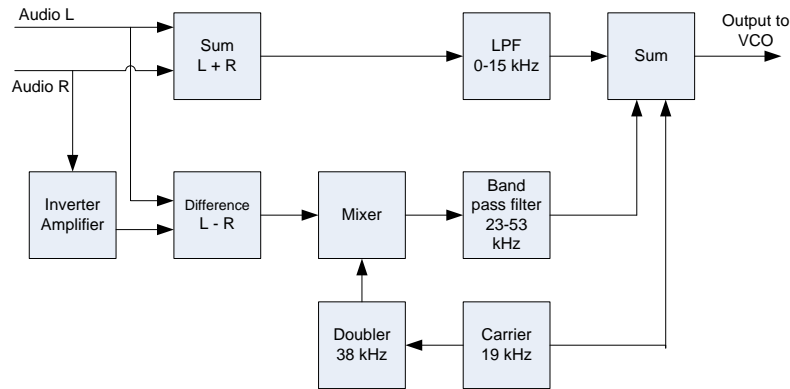 Audio L
Audio R
Sum
L + R
LPF
0-15 kHz
Sum
Output to
VCO
Inverter
Amplifier
Difference
L - R
Mixer
Band
pass filter
23-53
kHz
Doubler
38 kHz
Carrier
19 kHz